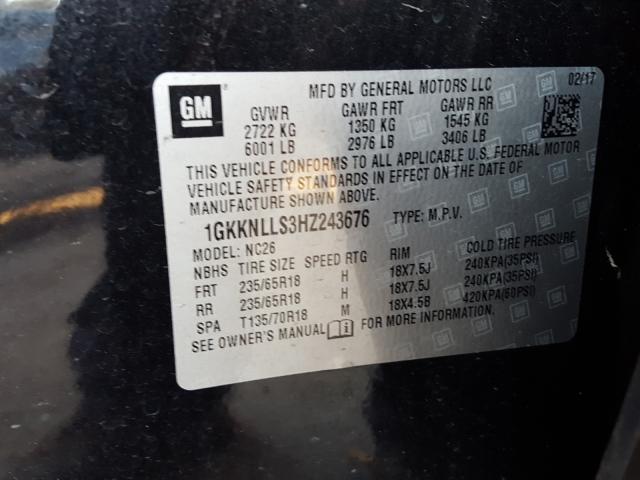 GM
MFD BY GENERAL MOTORS LLC 02/17
GVWR GAWR FRT GAWR RR
2722 KG 1350 KG 1545 KG
6001 LB 2976 LB 3406 LB
THIS VEHICLE CONFORMS TO ALL APPLICABLE U.S. FEDERAL MOTOR
VEHICLE SAFETY STANDARDS IN EFFECT ON THE DATE OF
MANUFACTURE SHOWN ABOVE.
1GKKNLLS3HZ243676 TYPE: M.P.V.
MODEL: NC26
NBHS TIRE SIZE SPEED RTG RIM COLD TIRE PRESSURE
FRT 235/65R18 H 18X7.5J 240KPA(35PSI)
RR 235/65R18 H 18X7.5J 240KPA(35PSI)
SPA T135/70R18 M 18X4.5B 420KPA(60PSI)
SEE OWNER'S MANUAL FOR MORE INFORMATION.